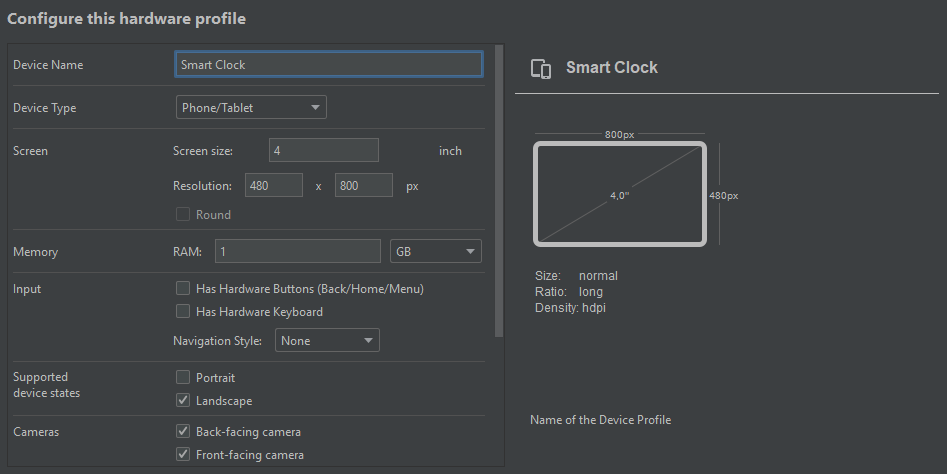 Configure this hardware profile
Device Name Smart Clock
Device Type Phone/Tablet
Screen Screen size: 4 inch
Resolution: 480 x 800 px
Round
Memory RAM: 1 GB
Input Has Hardware Buttons (Back/Home/Menu)
Has Hardware Keyboard
Navigation Style: None
Supported
device states
Portrait
Landscape
Cameras Back-facing camera
Front-facing camera
Smart Clock
800px
4,0"
480px
Size: normal
Ratio: long
Density: hdpi
Name of the Device Profile